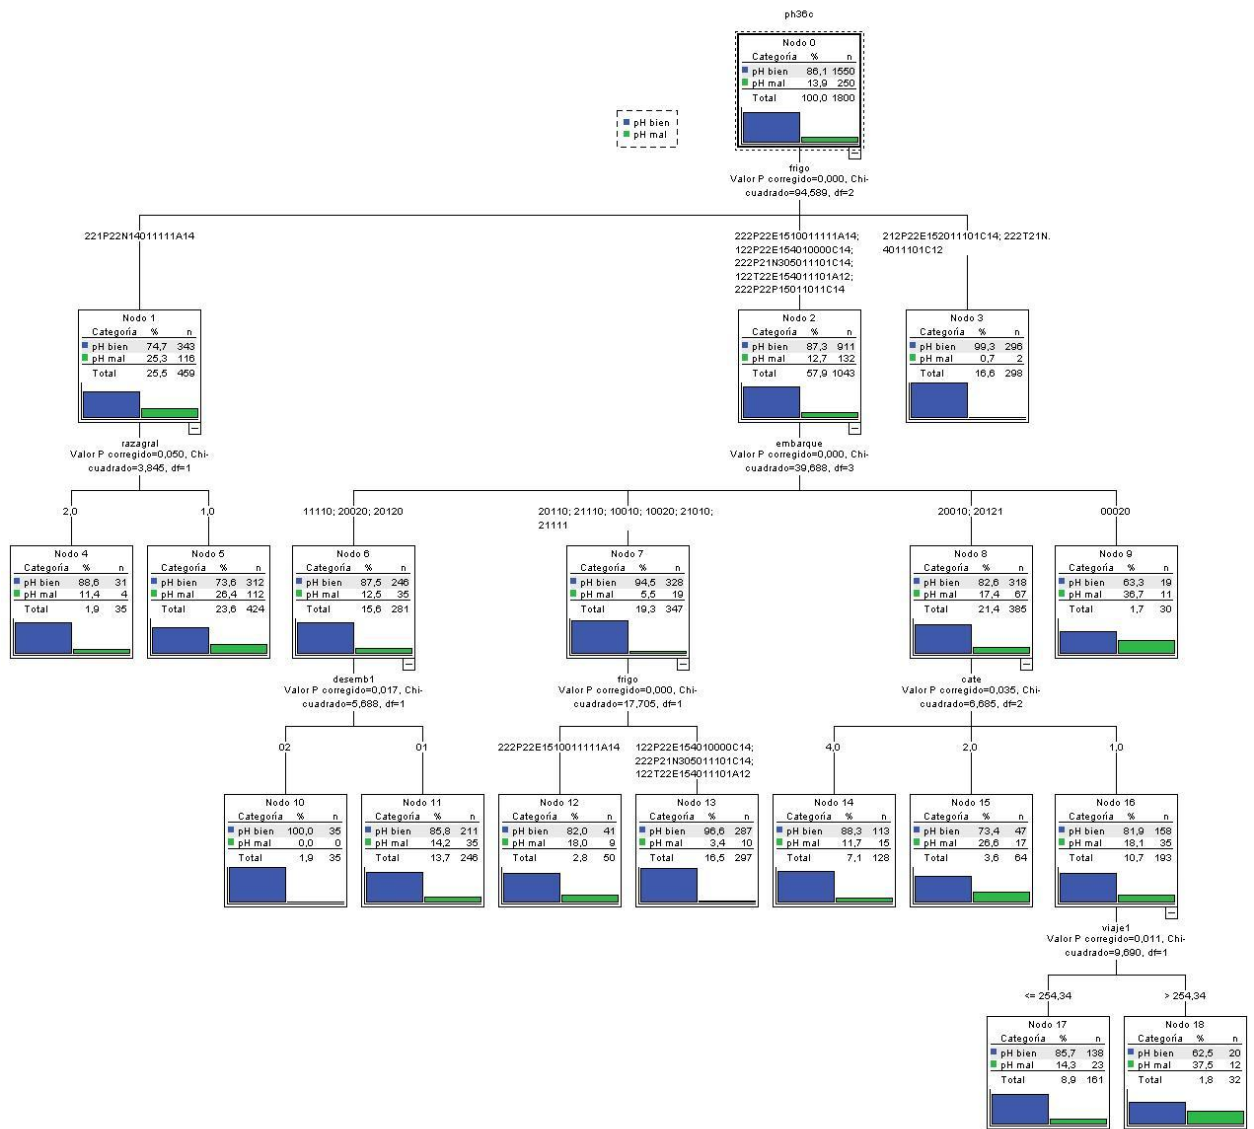 ph36c
Nodo 0
Categoría % n
pH bien 86,1 1550
pH mal 13,9 250
Total 100,0 1800
pH bien
pH mal
frigo
Valor P corregido=0,000, Chi-
cuadrado=94,589, df=2
221P22N14011111A14
222P22E1510011111A14;
122P22E154010000C14;
222P21N305011101C14;
122T22E154011101A12;
222P22P15011011C14
212P22E152011101C14; 222T21N.
4011101C12
Nodo 1
Categoría % n
pH bien 74,7 343
pH mal 25,3 116
Total 25,5 459
Nodo 2
Categoría % n
pH bien 87,3 911
pH mal 12,7 132
Total 57,9 1043
Nodo 3
Categoría % n
pH bien 99,3 296
pH mal 0,7 2
Total 16,6 298
razagral
Valor P corregido=0,050, Chi-
cuadrado=3,845, df=1
embarque
Valor P corregido=0,000, Chi-
cuadrado=39,688, df=3
2,0
1,0
11110; 20020; 20120
20110; 21110; 10010; 10020; 21010;
21111
20010; 20121
00020
Nodo 4
Categoría % n
pH bien 88,6 31
pH mal 11,4 4
Total 1,9 35
Nodo 5
Categoría % n
pH bien 73,6 312
pH mal 26,4 112
Total 23,6 424
Nodo 6
Categoría % n
pH bien 87,5 246
pH mal 12,5 35
Total 15,6 281
Nodo 7
Categoría % n
pH bien 94,5 328
pH mal 5,5 19
Total 19,3 347
Nodo 8
Categoría % n
pH bien 82,6 318
pH mal 17,4 67
Total 21,4 385
Nodo 9
Categoría % n
pH bien 63,3 19
pH mal 36,7 11
Total 1,7 30
desemb1
Valor P corregido=0,017, Chi-
cuadrado=5,688, df=1
frigo
Valor P corregido=0,000, Chi-
cuadrado=17,705, df=1
cate
Valor P corregido=0,035, Chi-
cuadrado=6,685, df=2
02
01
222P22E1510011111A14
122P22E154010000C14;
222P21N305011101C14;
122T22E154011101A12
4,0
2,0
1,0
Nodo 10
Categoría % n
pH bien 100,0 35
pH mal 0,0 0
Total 1,9 35
Nodo 11
Categoría % n
pH bien 85,8 211
pH mal 14,2 35
Total 13,7 246
Nodo 12
Categoría % n
pH bien 82,0 41
pH mal 18,0 9
Total 2,8 50
Nodo 13
Categoría % n
pH bien 96,6 287
pH mal 3,4 10
Total 16,5 297
Nodo 14
Categoría % n
pH bien 88,3 113
pH mal 11,7 15
Total 7,1 128
Nodo 15
Categoría % n
pH bien 73,4 47
pH mal 26,6 17
Total 3,6 64
Nodo 16
Categoría % n
pH bien 81,9 158
pH mal 18,1 35
Total 10,7 193
viaje1
Valor P corregido=0,011, Chi-
cuadrado=9,690, df=1
<= 254,34
> 254,34
Nodo 17
Categoría % n
pH bien 85,7 138
pH mal 14,3 23
Total 8,9 161
Nodo 18
Categoría % n
pH bien 62,5 20
pH mal 37,5 12
Total 1,8 32